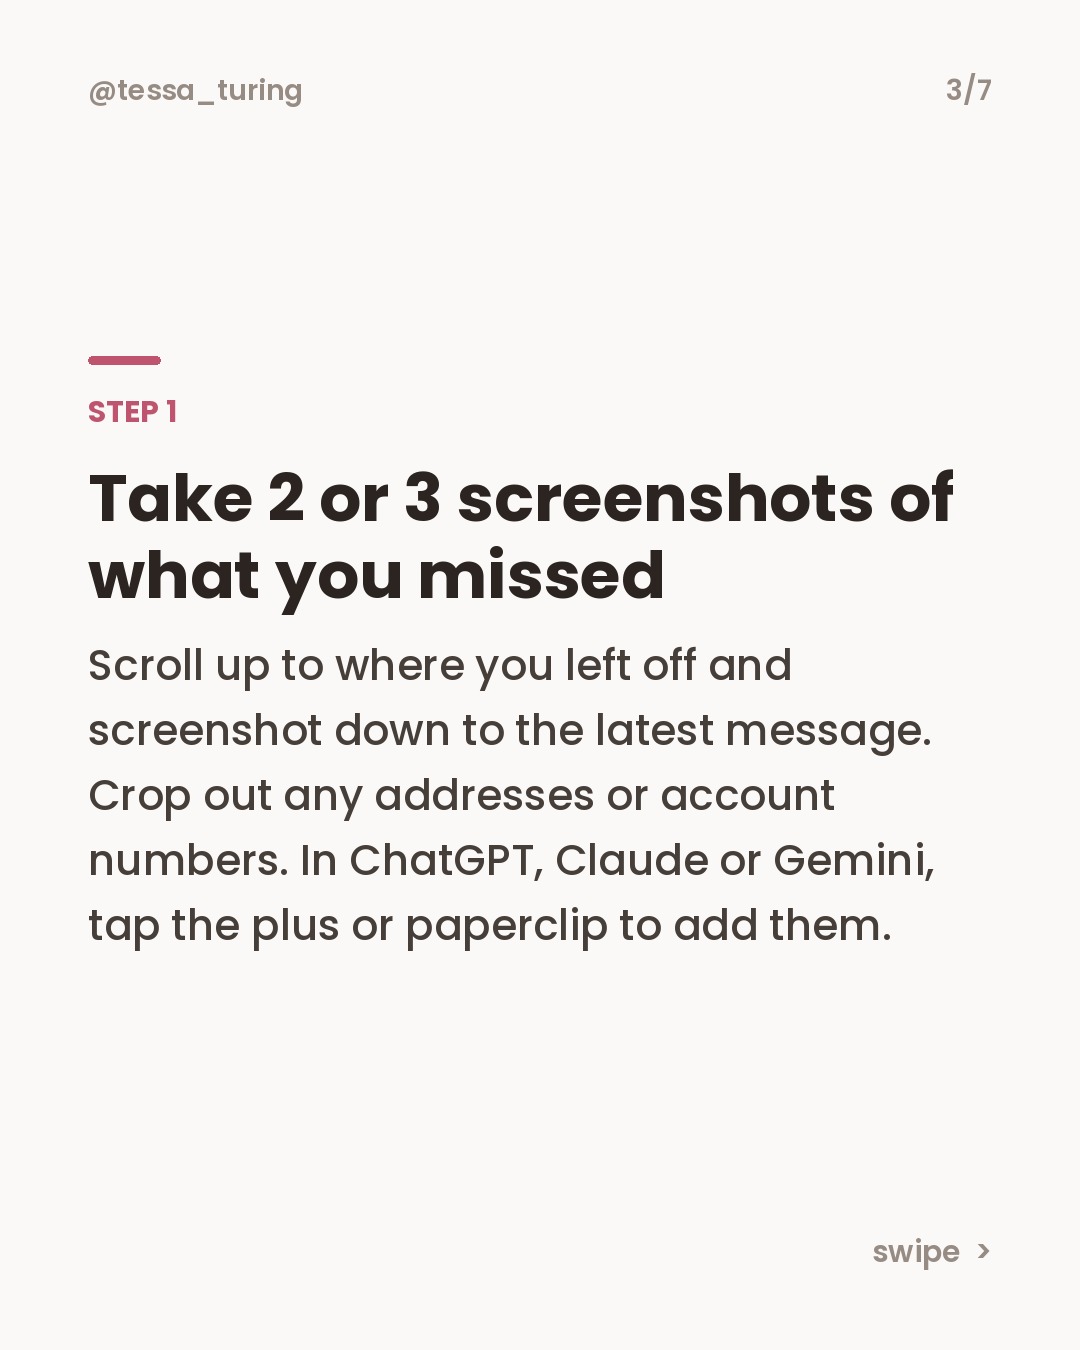 @tessa_turing
3/7
STEP 1
Take 2 or 3 screenshots of
what you missed
Scroll up to where you left off and
screenshot down to the latest message.
Crop out any addresses or account
numbers. In ChatGPT, Claude or Gemini,
tap the plus or paperclip to add them.
swipe >